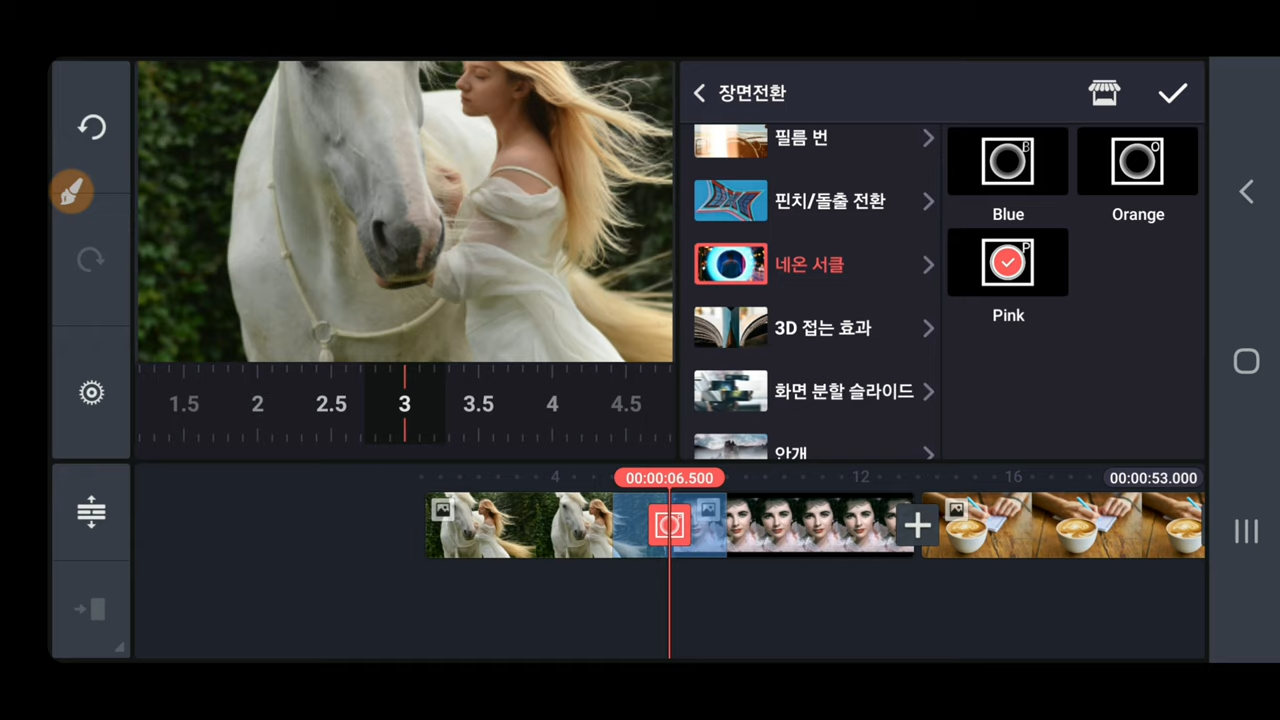 장면전환
필름 번
핀치/돌출 전환
네온 서클
3D 접는 효과
화면 분할 슬라이드
안개
B
Blue
O
Orange
P
Pink
1.5 2 2.5 3 3.5 4 4.5
4 00:00:06.500 12 16 00:00:53.000